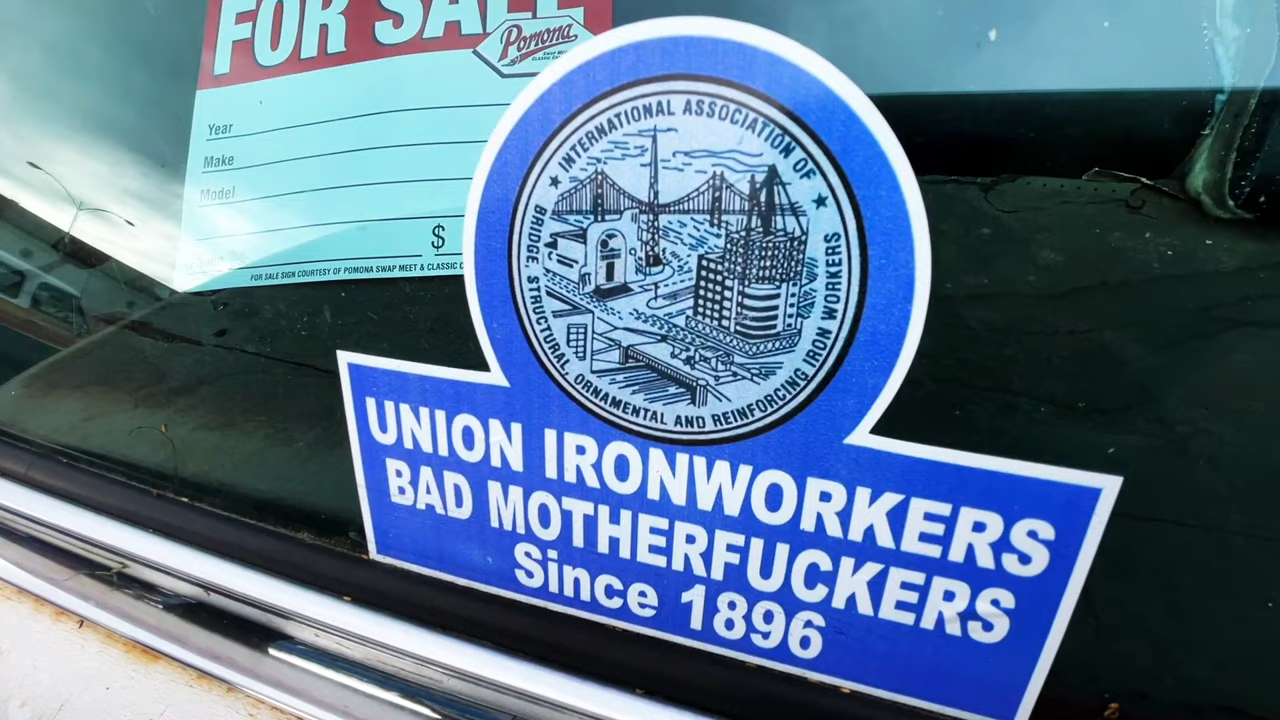 FOR SALE
Pomona
Year
Make
Model
$
FOR SALE SIGN COURTESY OF POMONA SWAP MEET & CLASSIC
INTERNATIONAL ASSOCIATION OF
BRIDGE, STRUCTURAL, ORNAMENTAL AND REINFORCING IRON WORKERS
UNION IRONWORKERS
BAD MOTHERFUCKERS
Since 1896